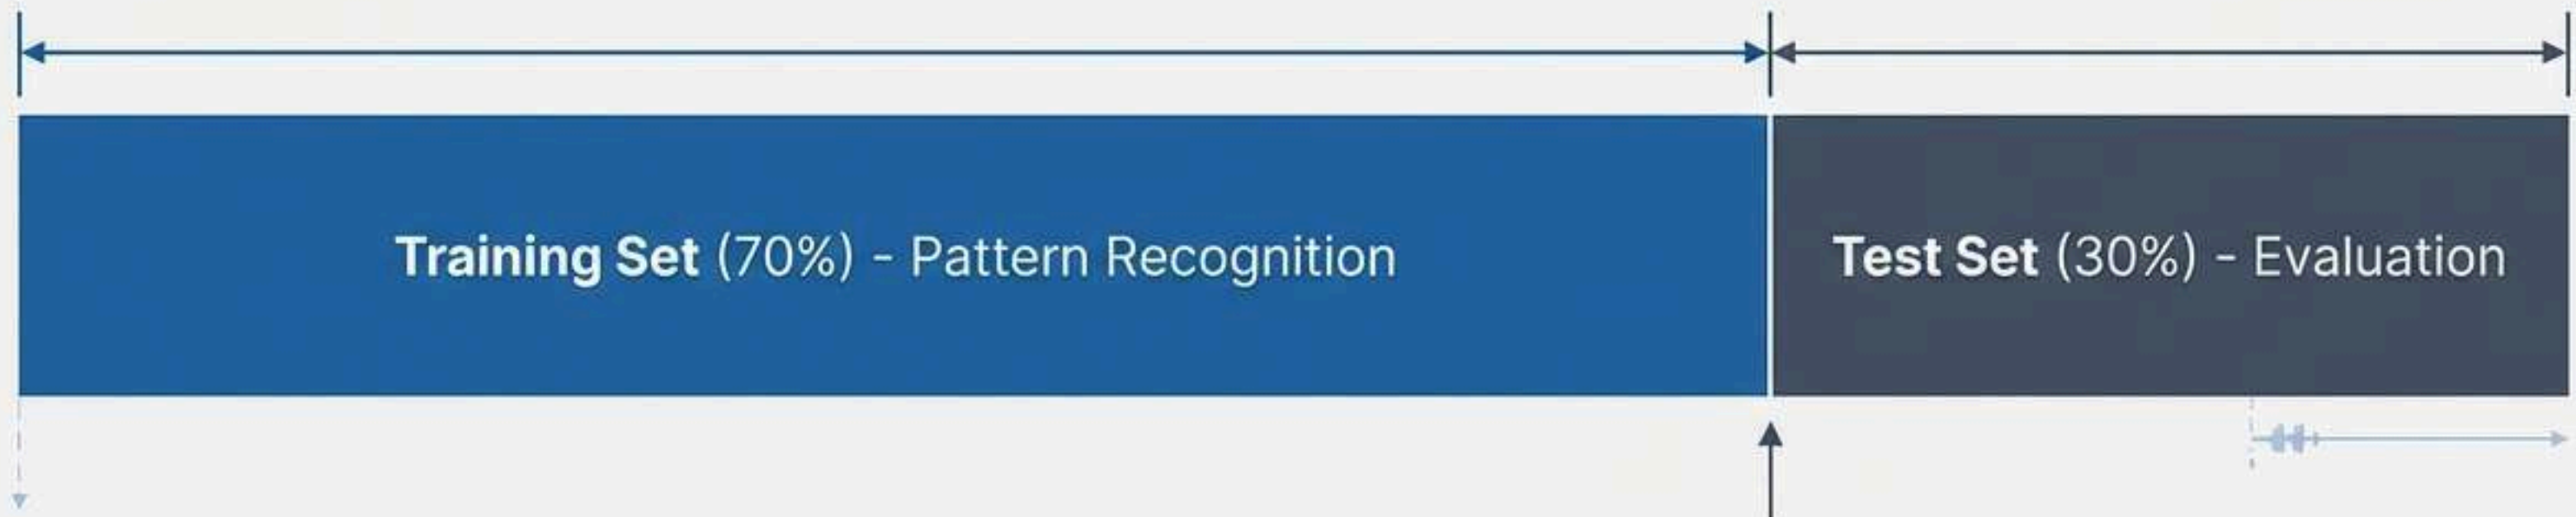 Training Set (70%) - Pattern Recognition
Test Set (30%) - Evaluation